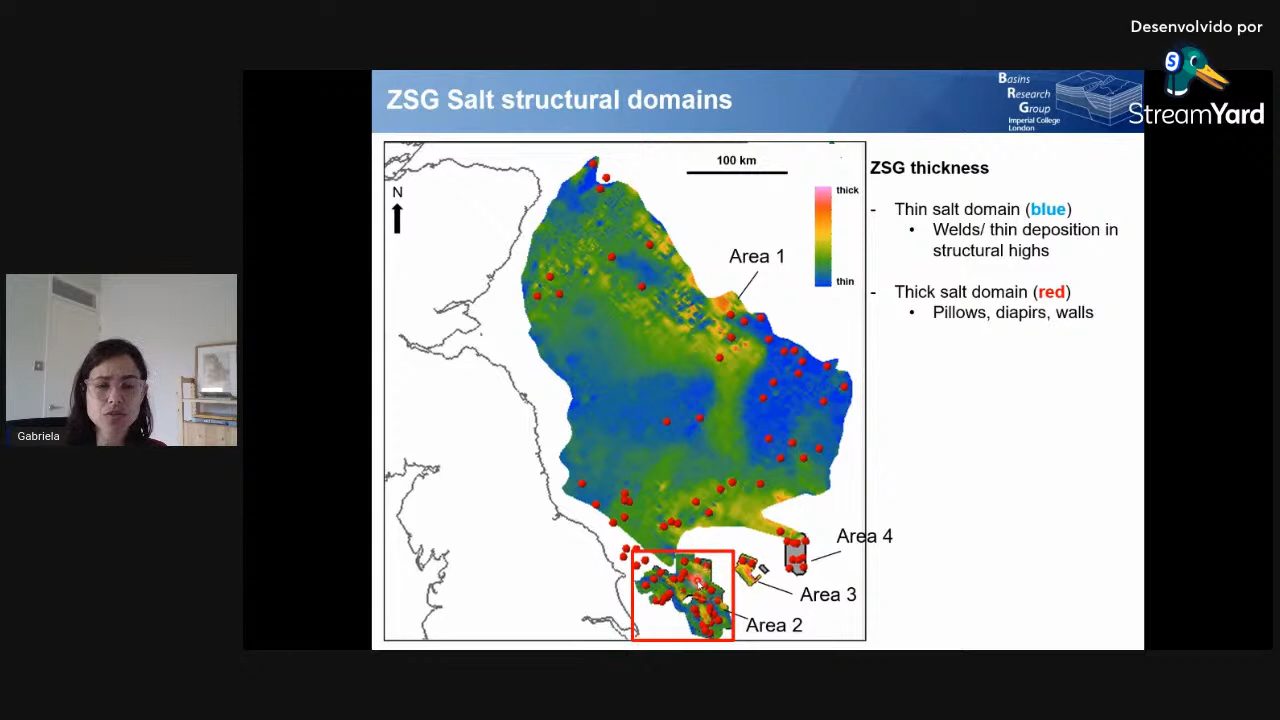 Desenvolvido por
StreamYard
ZSG Salt structural domains
Basins
Research
Group
Imperial College
London
100 km
N
thick
thin
Area 1
Area 4
Area 3
Area 2
ZSG thickness
- Thin salt domain (blue)
• Welds/ thin deposition in
structural highs
- Thick salt domain (red)
• Pillows, diapirs, walls
Gabriela